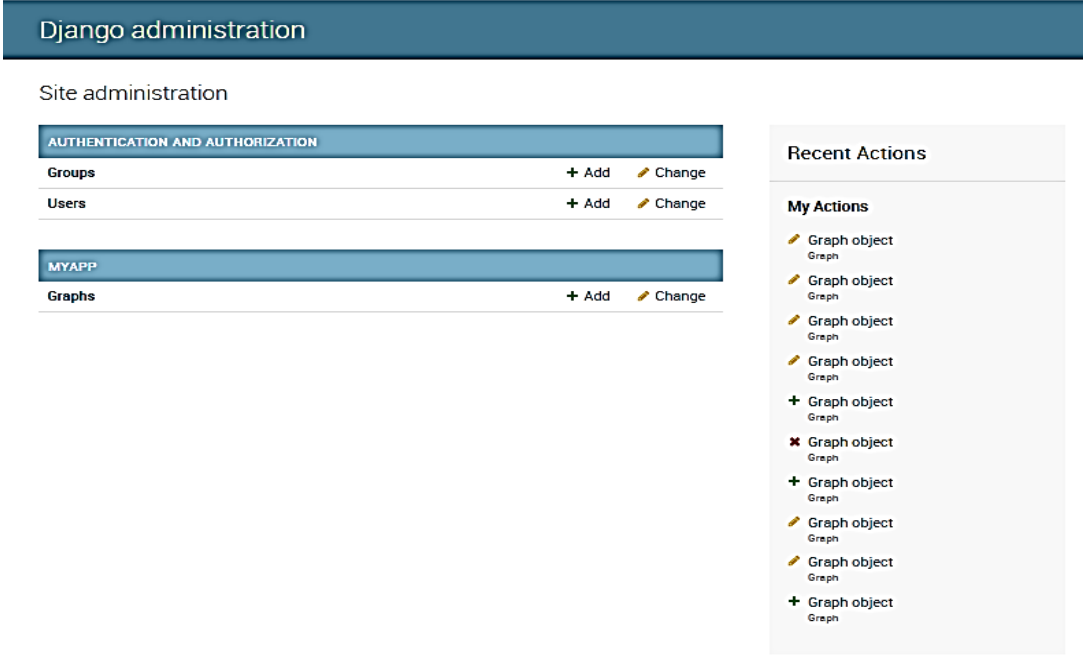 Django administration
Site administration
AUTHENTICATION AND AUTHORIZATION
Groups + Add Change
Users + Add Change
MYAPP
Graphs + Add Change
Recent Actions
My Actions
Graph object
Graph
Graph object
Graph
Graph object
Graph
Graph object
Graph
+ Graph object
Graph
Graph object
Graph
+ Graph object
Graph
Graph object
Graph
Graph object
Graph
+ Graph object
Graph